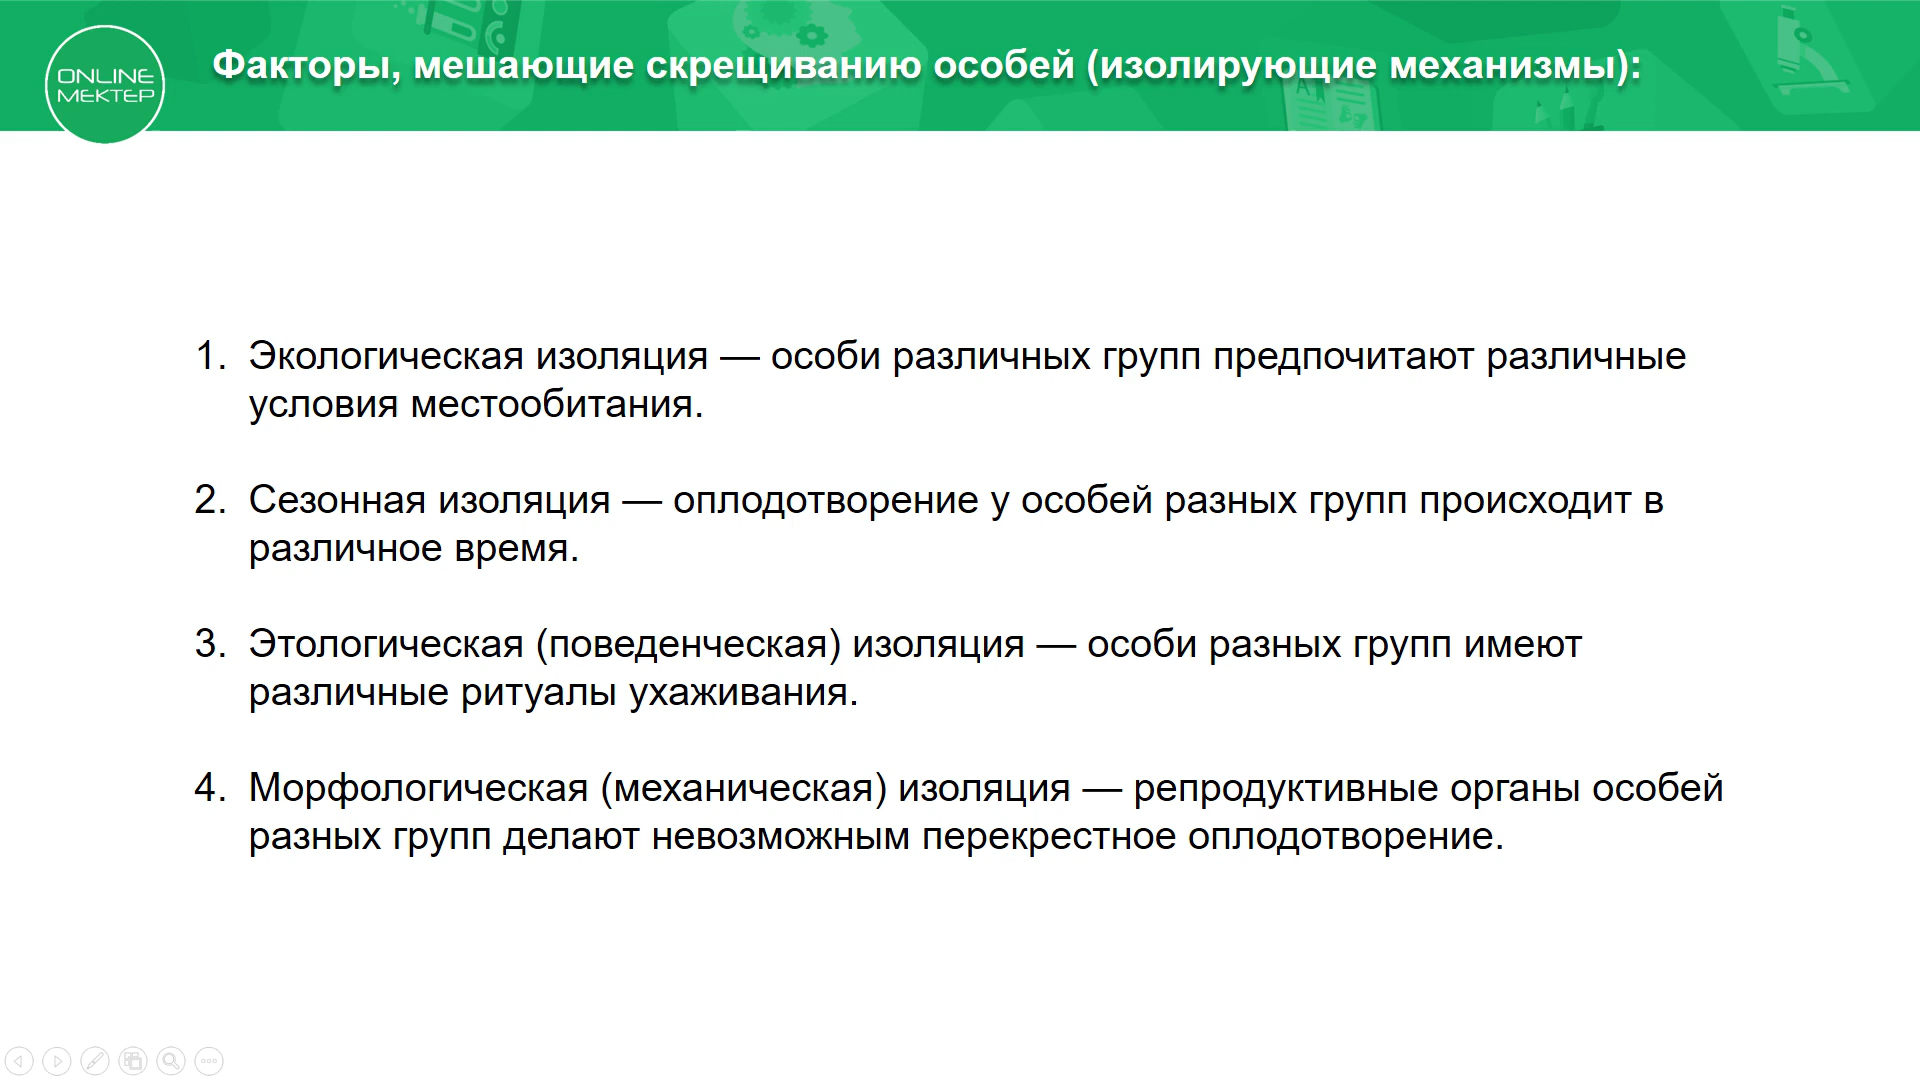 ONLINE
MEKTEP
Факторы, мешающие скрещиванию особей (изолирующие механизмы):
1. Экологическая изоляция — особи различных групп предпочитают различные
условия местообитания.
2. Сезонная изоляция — оплодотворение у особей разных групп происходит в
различное время.
3. Этологическая (поведенческая) изоляция — особи разных групп имеют
различные ритуалы ухаживания.
4. Морфологическая (механическая) изоляция — репродуктивные органы особей
разных групп делают невозможным перекрестное оплодотворение.